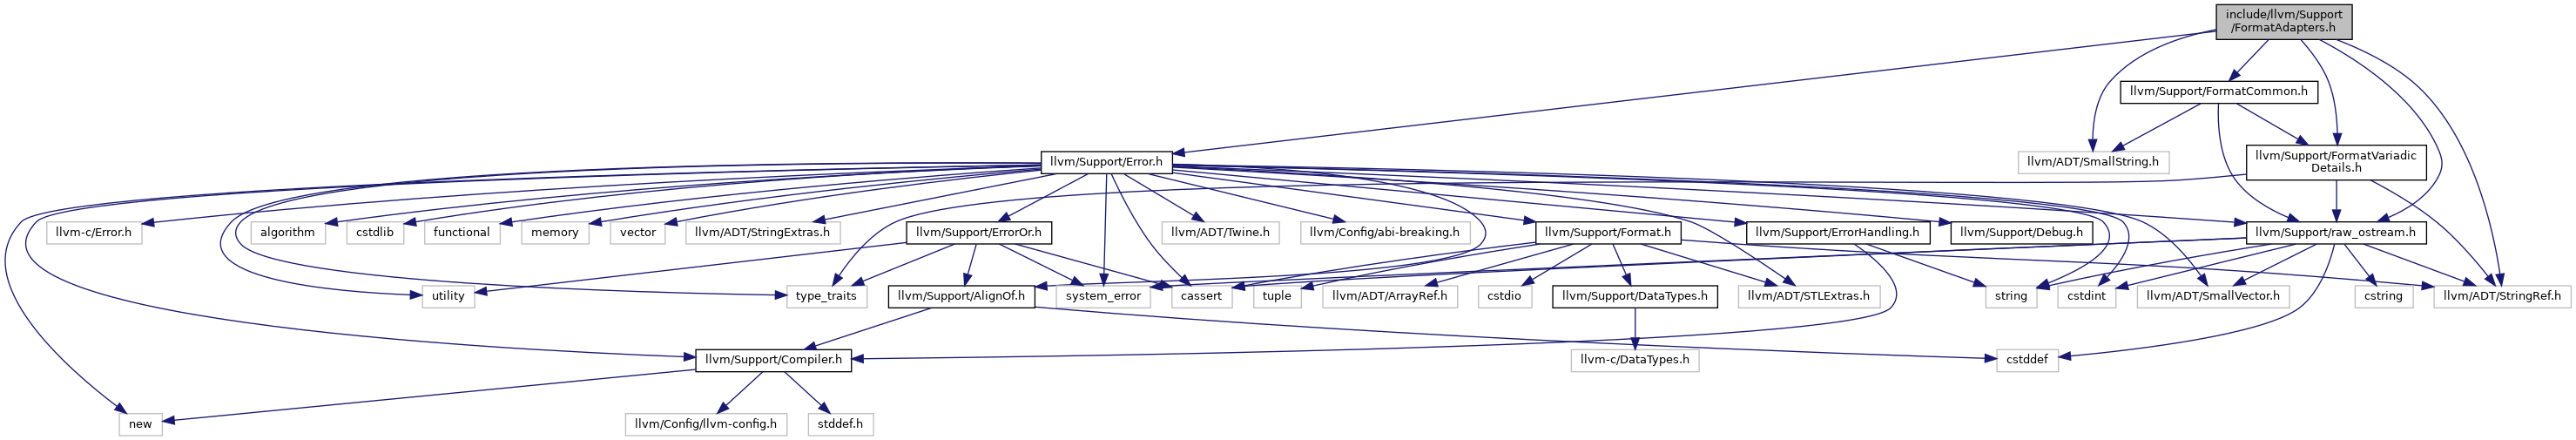 include/llvm/Support
/FormatAdapters.h
llvm/Support/FormatCommon.h
llvm/Support/Error.h
llvm/ADT/SmallString.h
llvm/Support/FormatVariadic
Details.h
llvm-c/Error.h
algorithm
cstdlib
functional
memory
vector
llvm/ADT/StringExtras.h
llvm/Support/ErrorOr.h
llvm/ADT/Twine.h
llvm/Config/abi-breaking.h
llvm/Support/Format.h
llvm/Support/ErrorHandling.h
llvm/Support/Debug.h
llvm/Support/raw_ostream.h
utility
type_traits
llvm/Support/AlignOf.h
system_error
cassert
tuple
llvm/ADT/ArrayRef.h
cstdio
llvm/Support/DataTypes.h
llvm/ADT/STLExtras.h
string
cstdint
llvm/ADT/SmallVector.h
cstring
llvm/ADT/StringRef.h
llvm/Support/Compiler.h
llvm-c/DataTypes.h
cstddef
new
llvm/Config/llvm-config.h
stddef.h